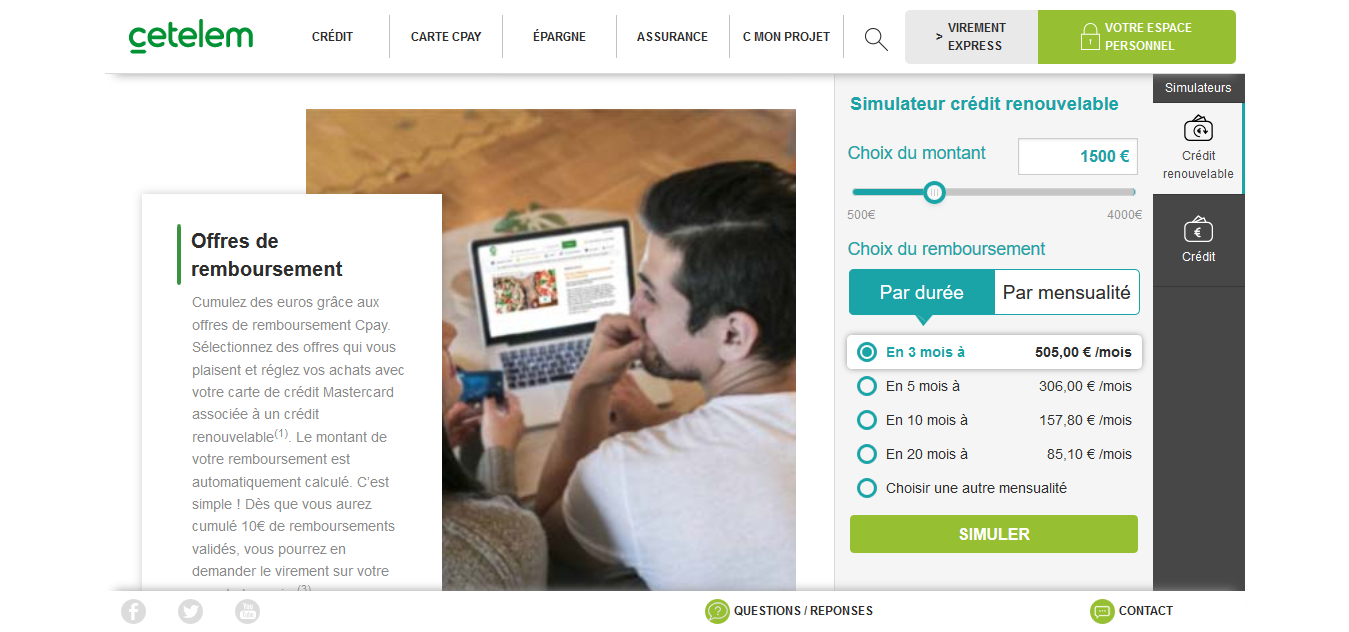 cetelem
CRÉDIT
CARTE CPAY
ÉPARGNE
ASSURANCE
C MON PROJET
> VIREMENT
EXPRESS
VOTRE ESPACE
PERSONNEL
Offres de
remboursement
Cumulez des euros grâce aux
offres de remboursement Cpay.
Sélectionnez des offres qui vous
plaisent et réglez vos achats avec
votre carte de crédit Mastercard
associée à un crédit
renouvelable(1). Le montant de
votre remboursement est
automatiquement calculé. C'est
simple ! Dès que vous aurez
cumulé 10€ de remboursements
validés, vous pourrez en
demander le virement sur votre
(3)
Simulateur crédit renouvelable
Choix du montant
1500 €
500€
4000€
Choix du remboursement
Par durée
Par mensualité
En 3 mois à 505,00 € /mois
En 5 mois à 306,00 € /mois
En 10 mois à 157,80 € /mois
En 20 mois à 85,10 € /mois
Choisir une autre mensualité
SIMULER
Simulateurs
Crédit
renouvelable
Crédit
You
Tube
QUESTIONS / REPONSES
CONTACT